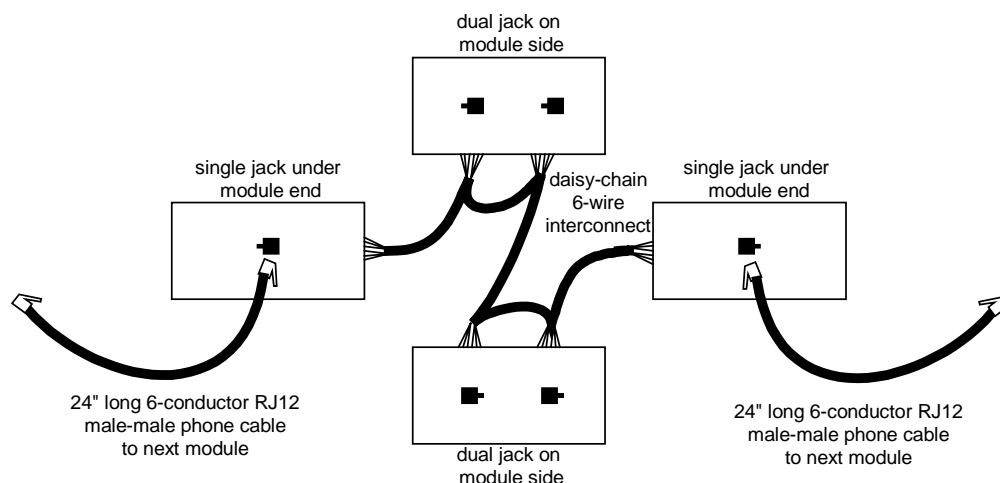 dual jack on
module side
single jack under
module end
daisy-chain
6-wire
interconnect
single jack under
module end
24" long 6-conductor RJ12
male-male phone cable
to next module
24" long 6-conductor RJ12
male-male phone cable
to next module
dual jack on
module side